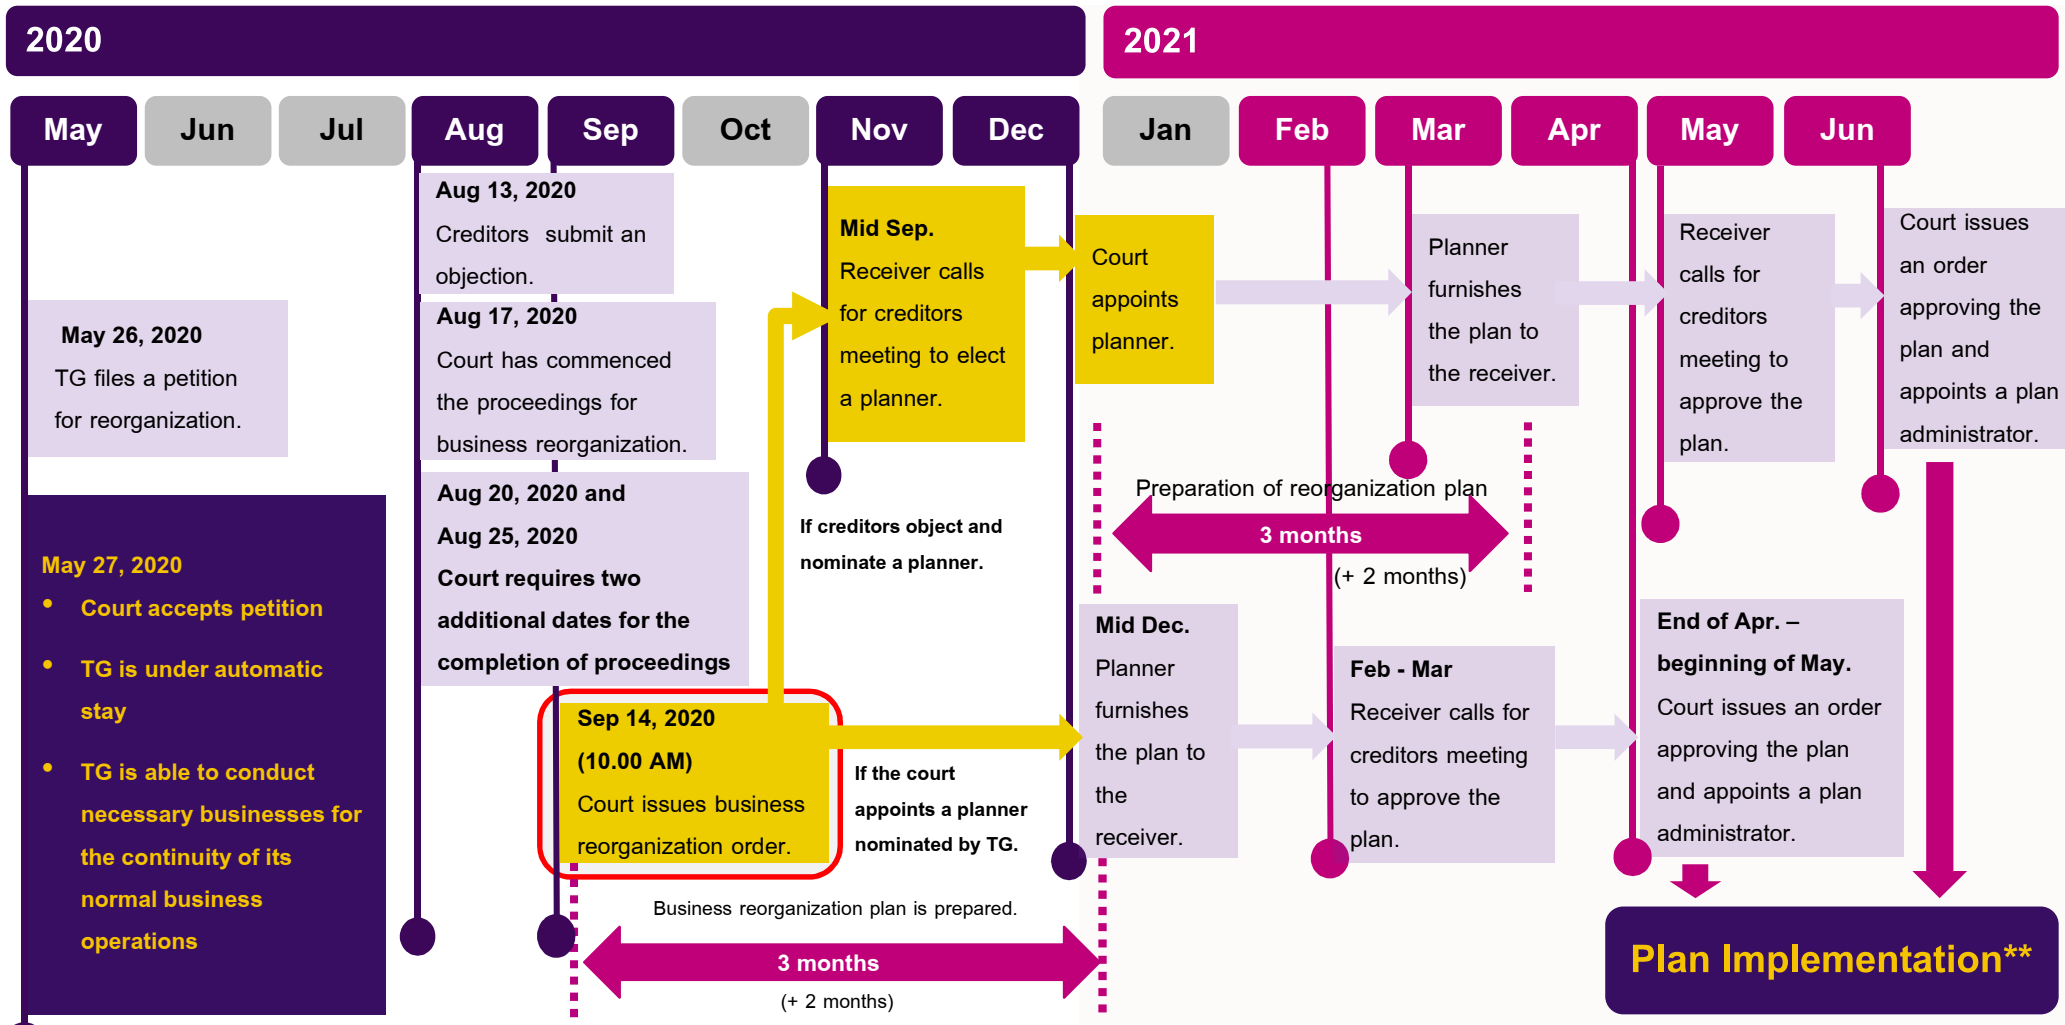 2020
2021
May
Jun
Jul
Aug
Sep
Oct
Nov
Dec
Jan
Feb
Mar
Apr
May
Jun
May 26, 2020
TG files a petition
for reorganization.
May 27, 2020
• Court accepts petition
• TG is under automatic
stay
• TG is able to conduct
necessary businesses for
the continuity of its
normal business
operations
Aug 13, 2020
Creditors submit an
objection.
Aug 17, 2020
Court has commenced
the proceedings for
business reorganization.
Aug 20, 2020 and
Aug 25, 2020
Court requires two
additional dates for the
completion of proceedings
Sep 14, 2020
(10.00 AM)
Court issues business
reorganization order.
Mid Sep.
Receiver calls
for creditors
meeting to elect
a planner.
If creditors object and
nominate a planner.
Court
appoints
planner.
Planner
furnishes
the plan to
the receiver.
Receiver
calls for
creditors
meeting to
approve the
plan.
Court issues
an order
approving the
plan and
appoints a plan
administrator.
Preparation of reorganization plan
3 months
(+ 2 months)
If the court
appoints a planner
nominated by TG.
Mid Dec.
Planner
furnishes
the plan to
the
receiver.
Feb - Mar
Receiver calls for
creditors meeting
to approve the
plan.
End of Apr. –
beginning of May.
Court issues an order
approving the plan
and appoints a plan
administrator.
Business reorganization plan is prepared.
3 months
(+ 2 months)
Plan Implementation**